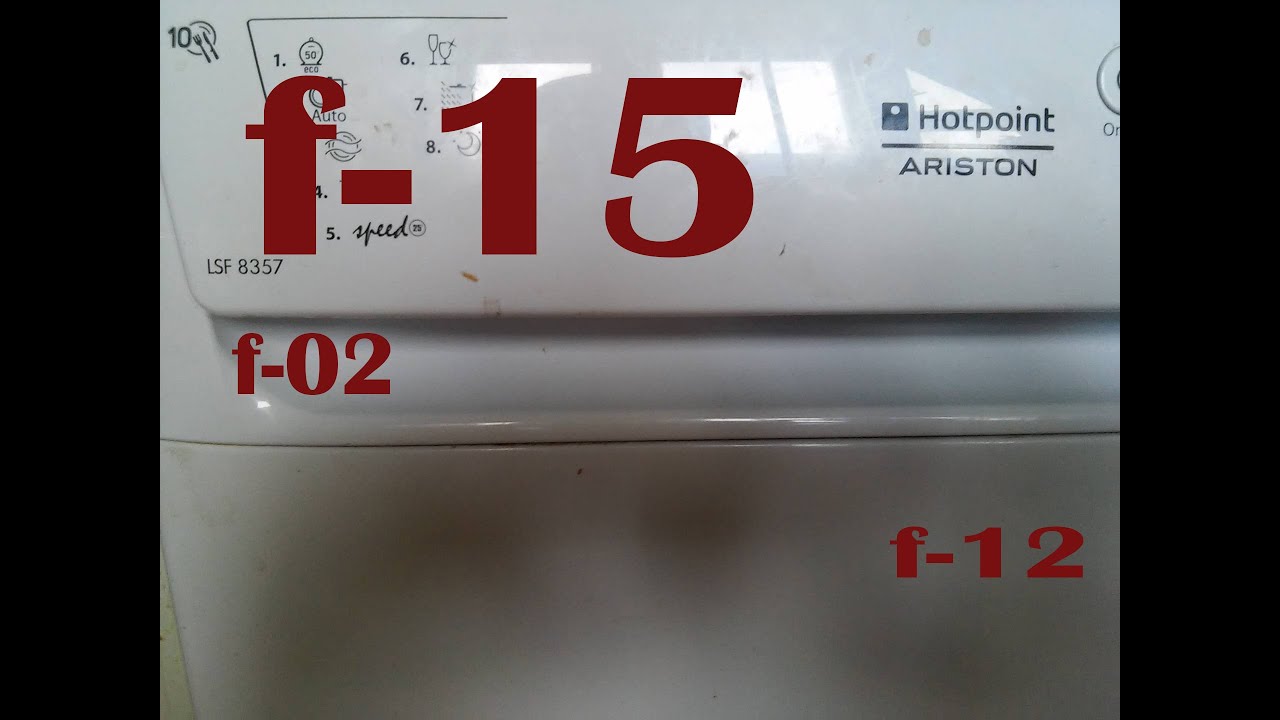 10
1. 50 eco
6.
f-15
Auto
7.
8.
4.
5. speed 25
LSF 8357
Hotpoint
ARISTON
On
f-02
f-12